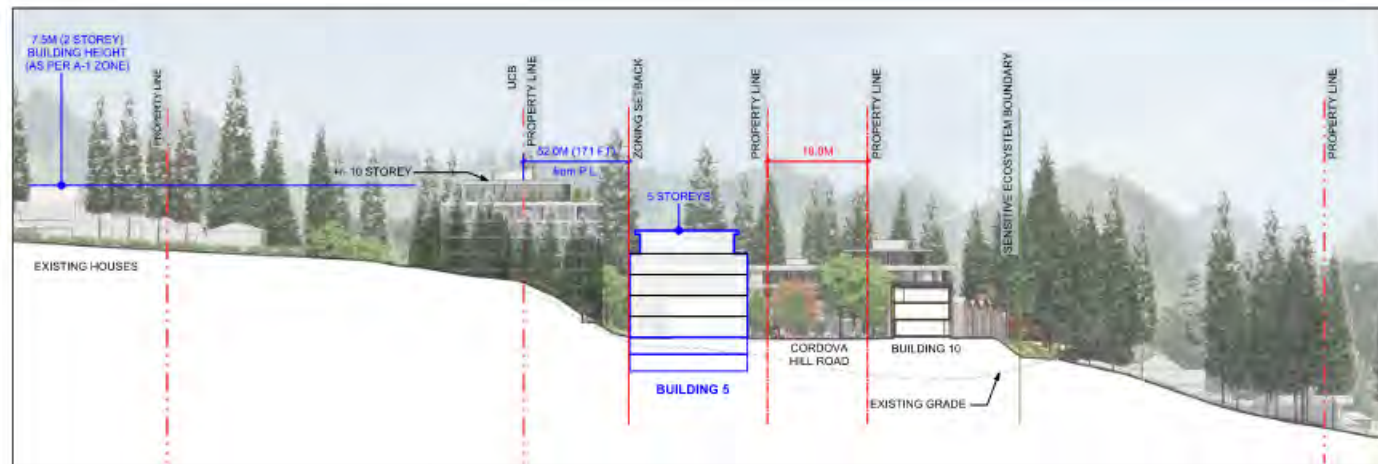 7.5M (2 STOREY)
BUILDING HEIGHT
(AS PER A-1 ZONE)
PROPERTY LINE
UCB
PROPERTY LINE
ZONING SETBACK
PROPERTY LINE
PROPERTY LINE
SENSITIVE ECOSYSTEM BOUNDARY
PROPERTY LINE
52.0M (171 FT)
from P.L.
+/- 10 STOREY
18.0M
5 STOREYS
EXISTING HOUSES
CORDOVA
HILL ROAD
BUILDING 10
BUILDING 5
EXISTING GRADE